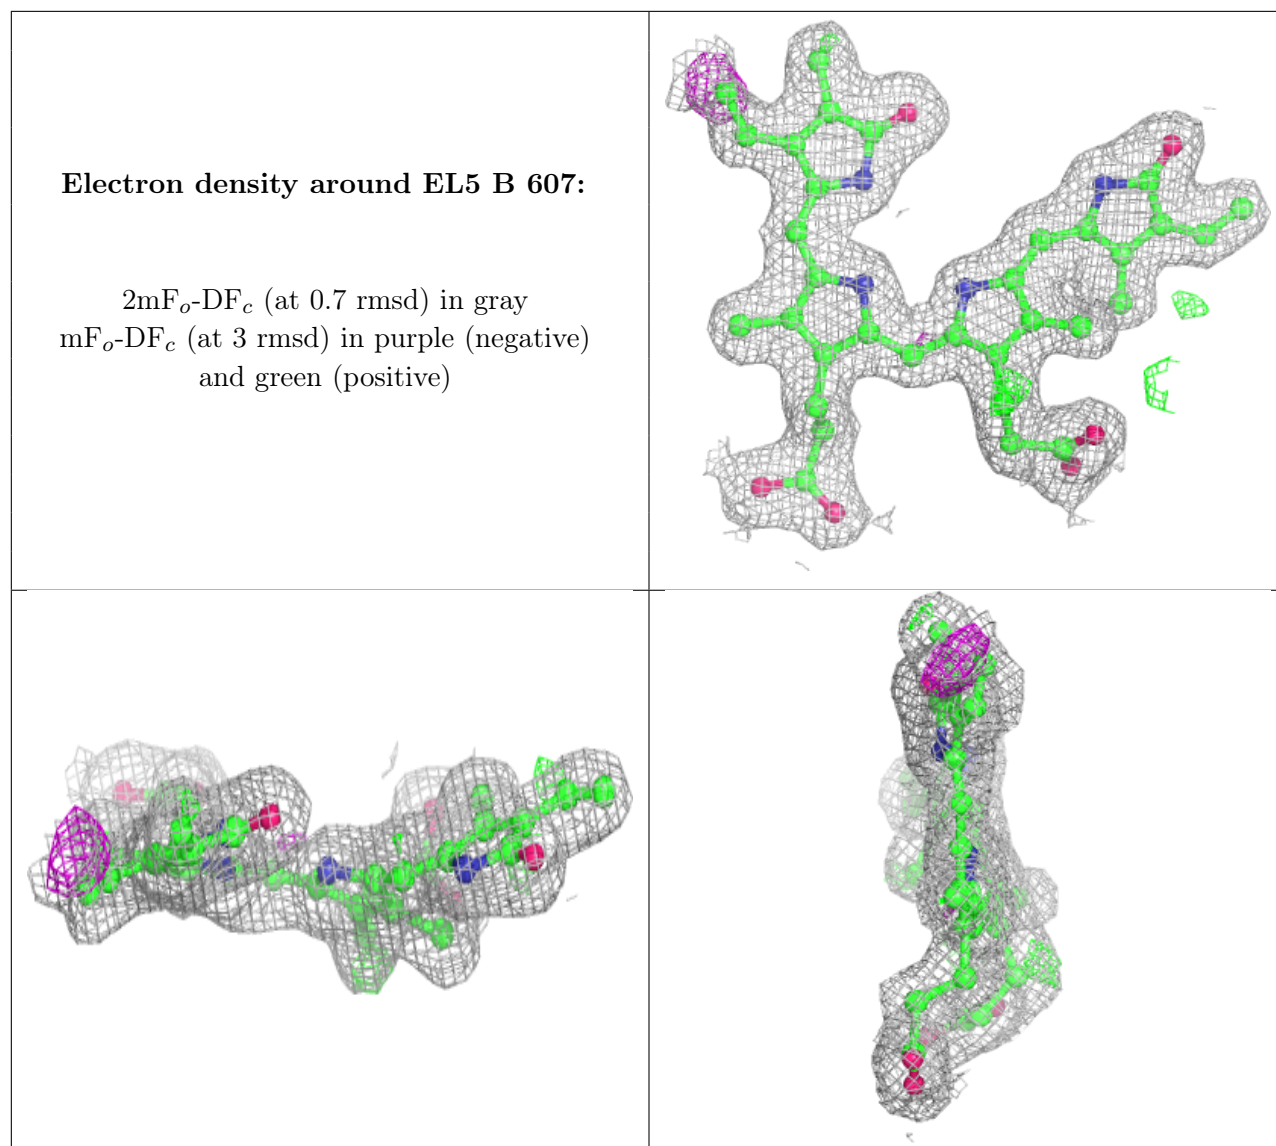 Electron density around EL5 B 607:
2mFₒ-DF𝒸 (at 0.7 rmsd) in gray
mFₒ-DF𝒸 (at 3 rmsd) in purple (negative)
and green (positive)